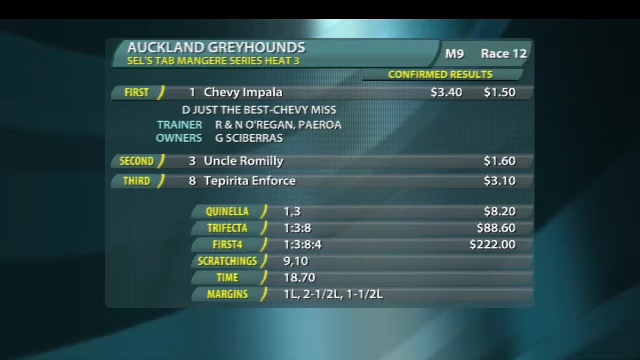 AUCKLAND GREYHOUNDS
SEL'S TAB MANGERE SERIES HEAT 3
M9 Race 12
CONFIRMED RESULTS
FIRST 1 Chevy Impala $3.40 $1.50
D JUST THE BEST-CHEVY MISS
TRAINER R & N O'REGAN, PAEROA
OWNERS G SCIBERRAS
SECOND 3 Uncle Romilly $1.60
THIRD 8 Tepirita Enforce $3.10
QUINELLA 1,3 $8.20
TRIFECTA 1:3:8 $88.60
FIRST4 1:3:8:4 $222.00
SCRATCHINGS 9,10
TIME 18.70
MARGINS 1L, 2-1/2L, 1-1/2L